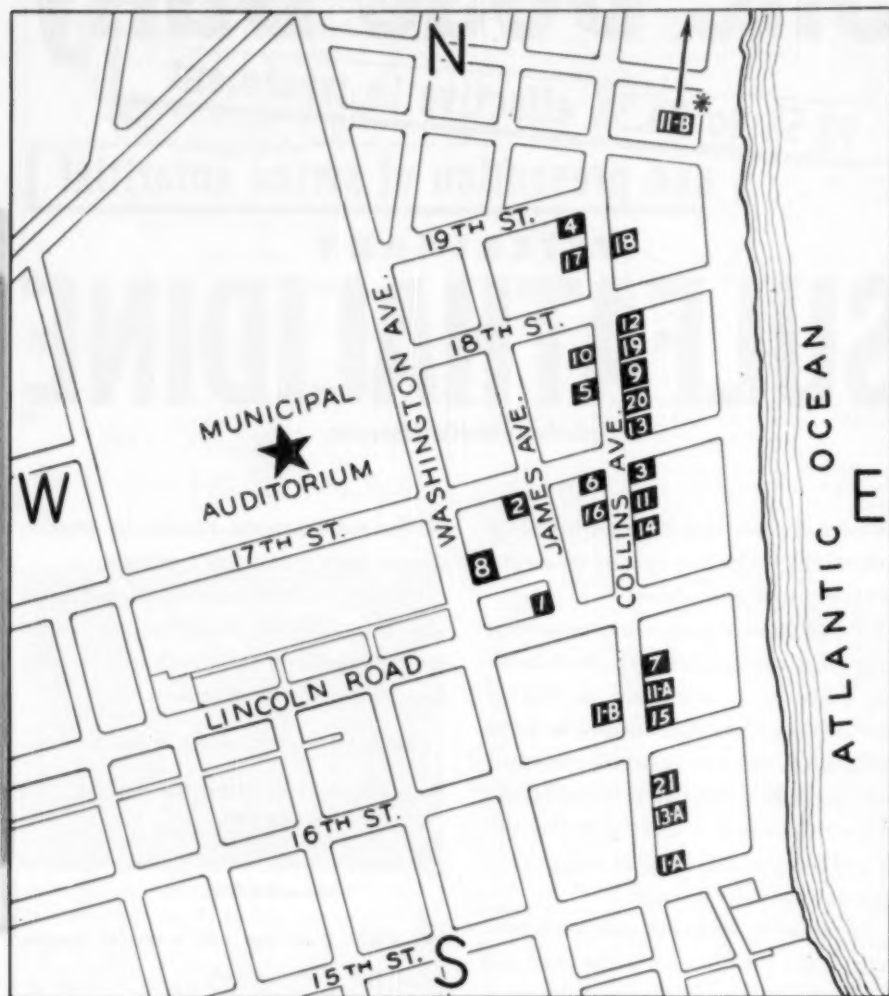 N
11-B
*
19TH ST.
4
17
18
WASHINGTON AVE.
18TH ST.
12
19
10
9
5
20
13
JAMES AVE.
COLLINS AVE.
MUNICIPAL
AUDITORIUM
W
E
ATLANTIC OCEAN
3
6
11
2
16
14
17TH ST.
8
1
7
LINCOLN ROAD
11-A
1-B
15
21
16TH ST.
13-A
1-A
S
15TH ST.